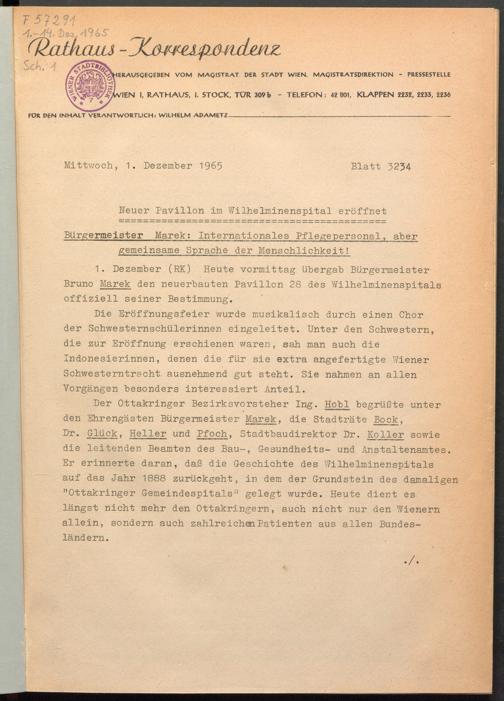 F 57291
1.-14. Dez. 1965
Sch. 1
Rathaus-Korrespondenz
WIENER STADTBIBLIOTHEK
HERAUSGEGEBEN VOM MAGISTRAT DER STADT WIEN, MAGISTRATSDIREKTION – PRESSESTELLE
WIEN I, RATHAUS, I. STOCK, TÜR 309 b – TELEFON: 42 801, KLAPPEN 2232, 2233, 2236
FÜR DEN INHALT VERANTWORTLICH: WILHELM ADAMETZ
Mittwoch, 1. Dezember 1965 Blatt 3234
Neuer Pavillon im Wilhelminenspital eröffnet
Bürgermeister Marek: Internationales Pflegepersonal, aber
gemeinsame Sprache der Menschlichkeit!
1. Dezember (RK) Heute vormittag übergab Bürgermeister
Bruno Marek den neuerbauten Pavillon 28 des Wilhelminenspitals
offiziell seiner Bestimmung.
Die Eröffnungsfeier wurde musikalisch durch einen Chor
der Schwesternschülerinnen eingeleitet. Unter den Schwestern,
die zur Eröffnung erschienen waren, sah man auch die
Indonesierinnen, denen die für sie extra angefertigte Wiener
Schwesterntracht ausnehmend gut steht. Sie nahmen an allen
Vorgängen besonders interessiert Anteil.
Der Ottakringer Bezirksvorsteher Ing. Hobl begrüßte unter
den Ehrengästen Bürgermeister Marek, die Stadträte Bock,
Dr. Glück, Heller und Pfoch, Stadtbaudirektor Dr. Koller sowie
die leitenden Beamten des Bau-, Gesundheits- und Anstaltenamtes.
Er erinnerte daran, daß die Geschichte des Wilhelminenspitals
auf das Jahr 1888 zurückgeht, in dem der Grundstein des damaligen
"Ottakringer Gemeindespitals" gelegt wurde. Heute dient es
längst nicht mehr den Ottakringern, auch nicht nur den Wienern
allein, sondern auch zahlreichen Patienten aus allen Bundes-
ländern.
./.